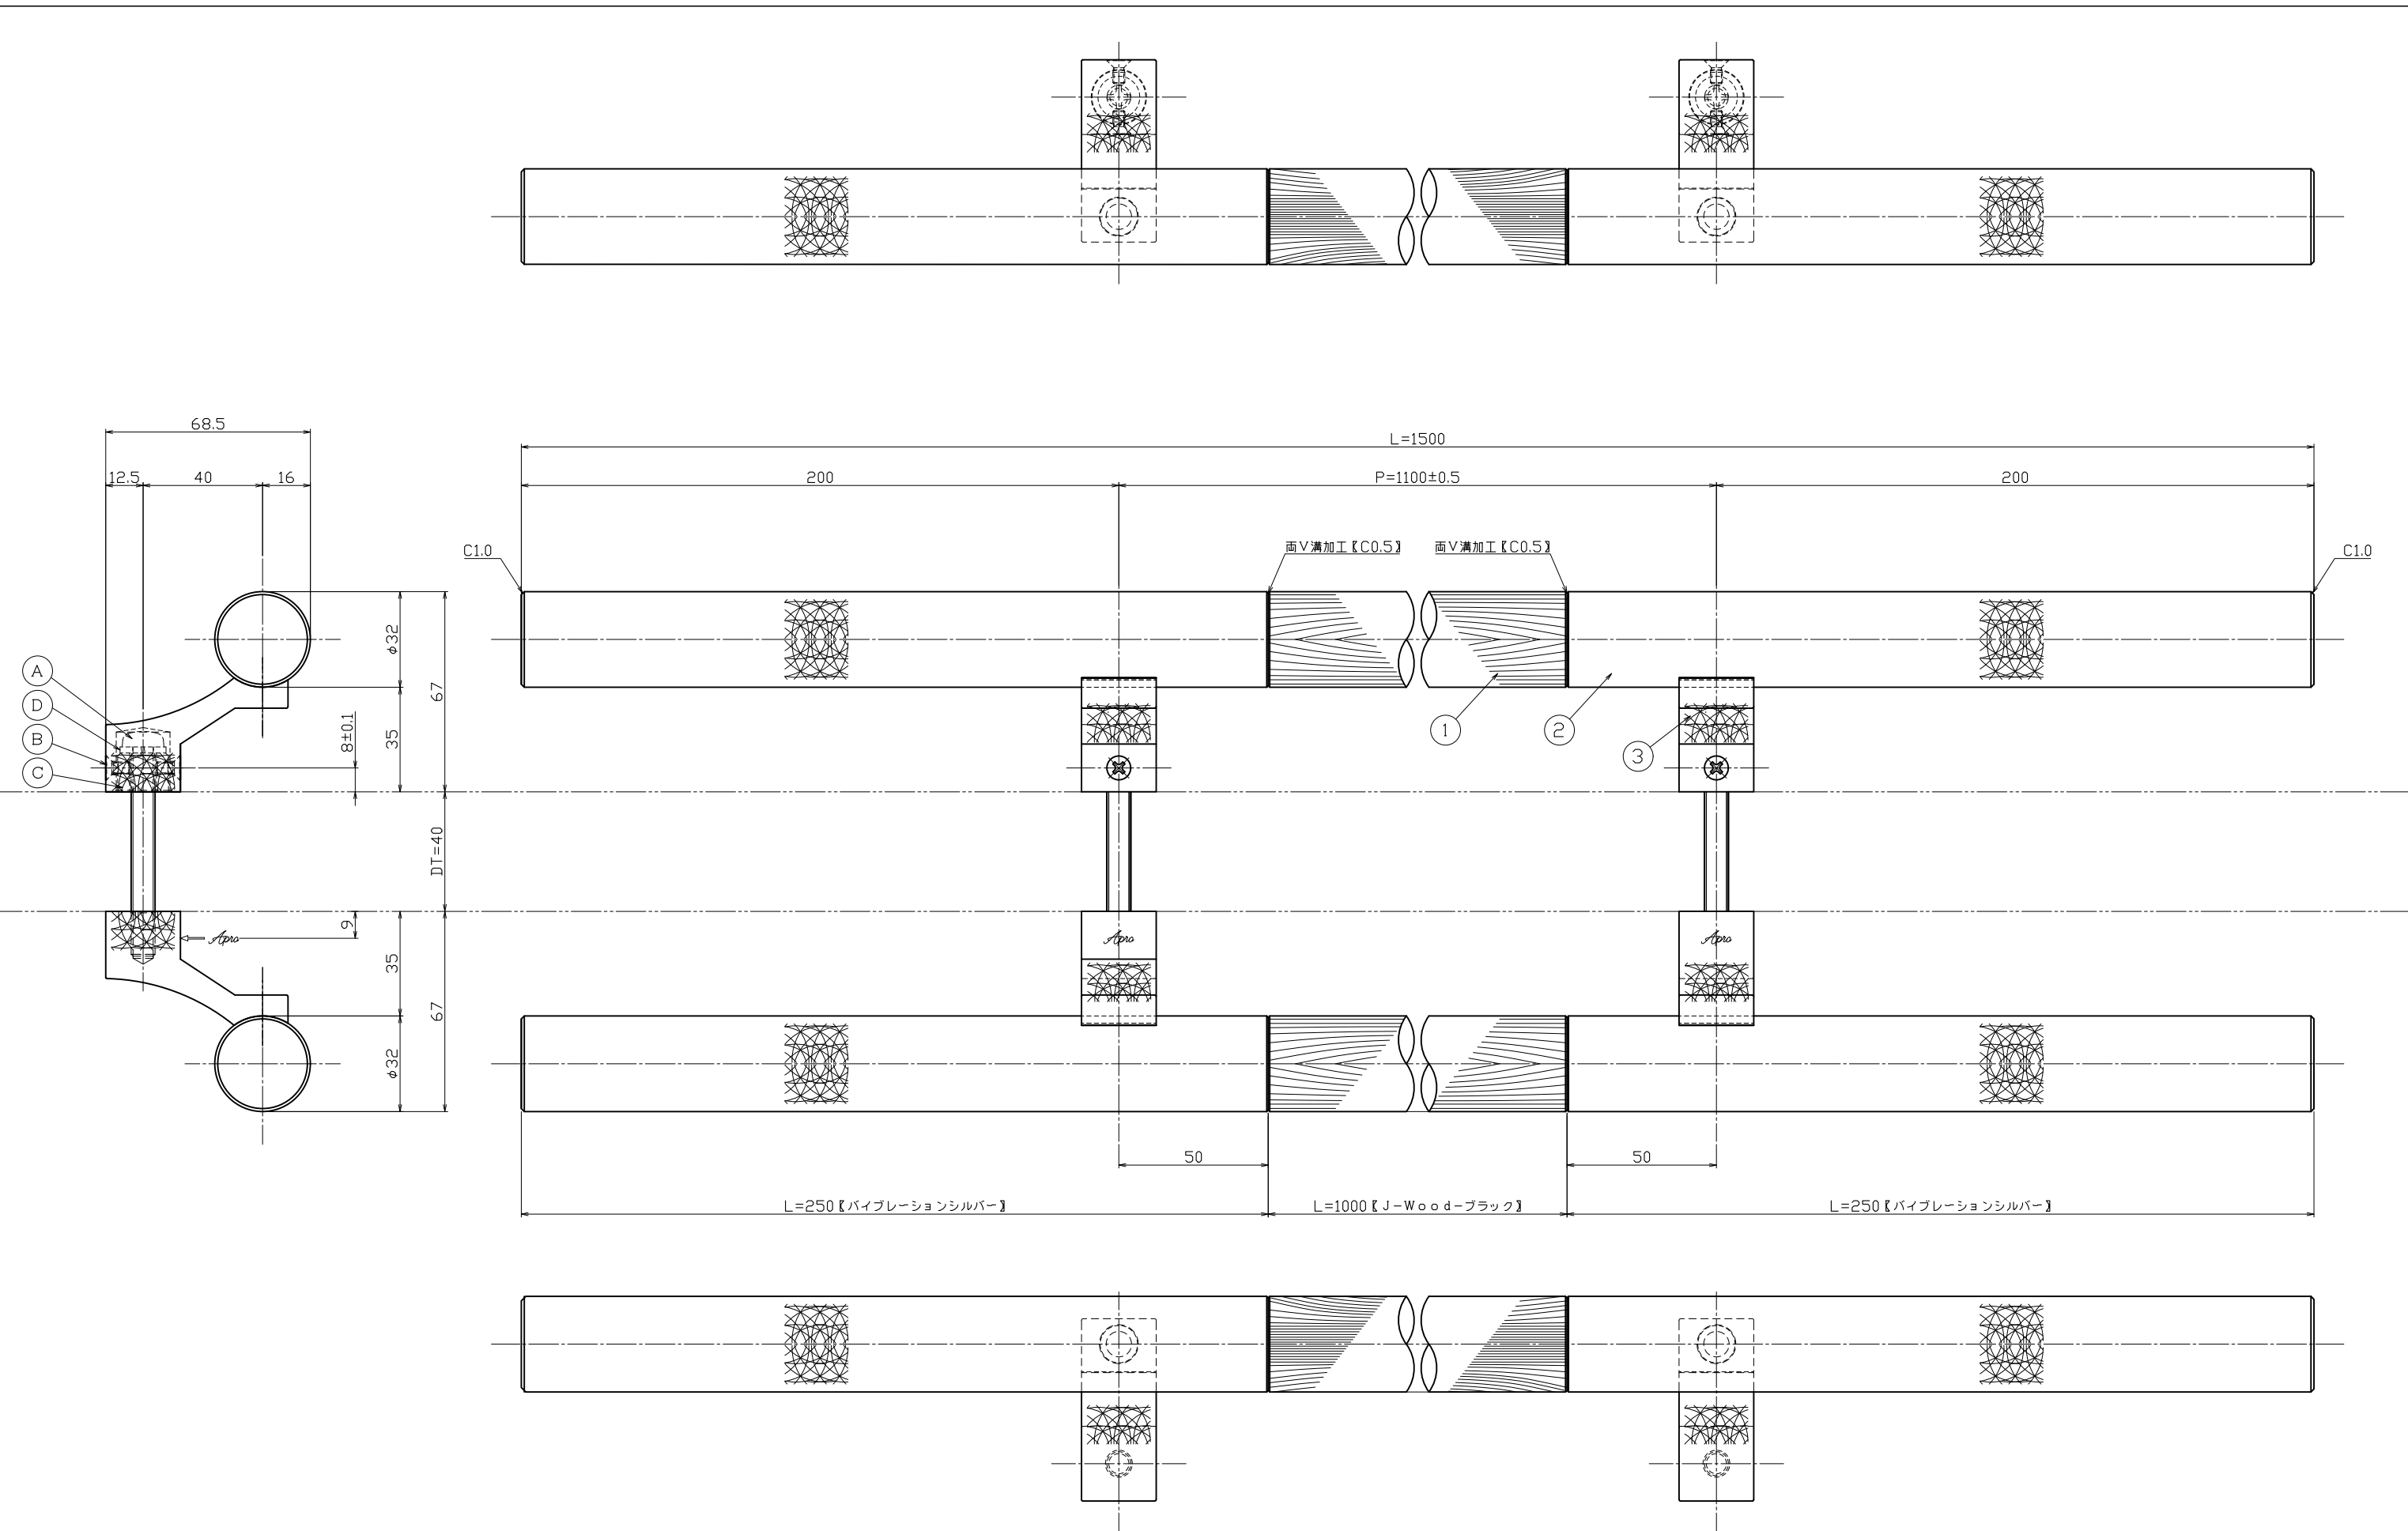 68.5
L=1500
12.5
40
16
200
P=1100±0.5
200
C1.0
両V溝加工〖C0.5〗
両V溝加工〖C0.5〗
C1.0
φ32
67
A
D
B
C
35
8±0.1
1
2
3
DT=40
9
Apro
Apro
Apro
35
67
φ32
50
50
L=250〖バイブレーションシルバー〗
L=1000〖J-Wood-ブラック〗
L=250〖バイブレーションシルバー〗